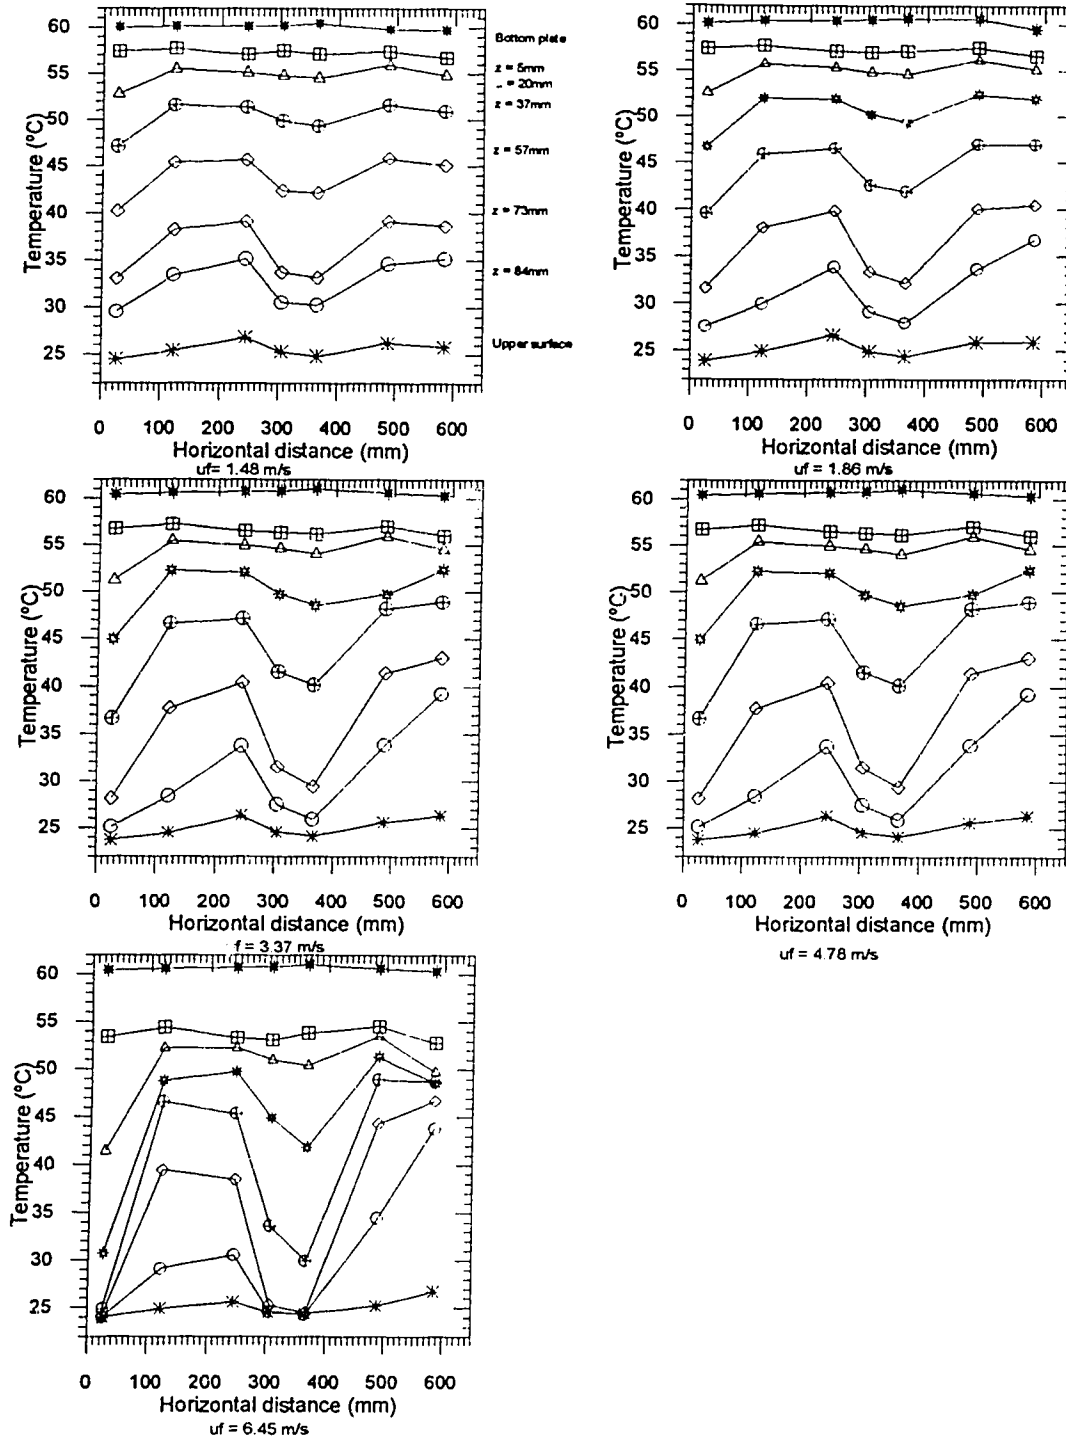 60
55
50
45
40
35
30
25
Temperature (ºC)
Bottom plate
z = 5mm
= 20mm
z = 37mm
z = 57mm
z = 73mm
z = 84mm
Upper surface
0 100 200 300 400 500 600
Horizontal distance (mm)
uf= 1.48 m/s
60
55
50
45
40
35
30
25
Temperature (ºC)
0 100 200 300 400 500 600
Horizontal distance (mm)
uf = 1.86 m/s
60
55
50
45
40
35
30
25
Temperature (ºC)
0 100 200 300 400 500 600
Horizontal distance (mm)
f = 3.37 m/s
60
55
50
45
40
35
30
25
Temperature (ºC)
0 100 200 300 400 500 600
Horizontal distance (mm)
uf = 4.78 m/s
60
55
50
45
40
35
30
25
Temperature (ºC)
0 100 200 300 400 500 600
Horizontal distance (mm)
uf = 6.45 m/s